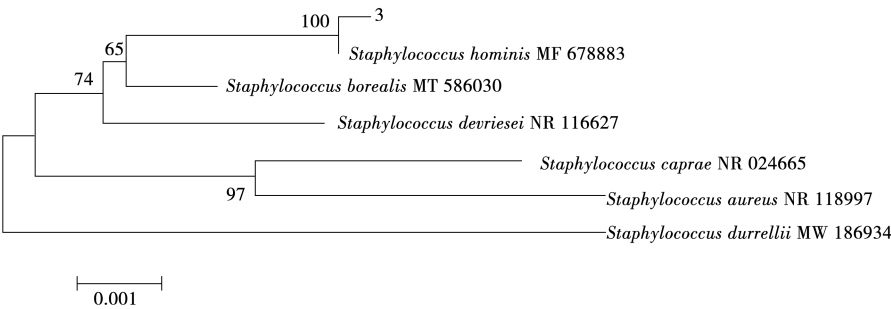 100
3
Staphylococcus hominis MF 678883
65
74
Staphylococcus borealis MT 586030
Staphylococcus devriesei NR 116627
Staphylococcus caprae NR 024665
97
Staphylococcus aureus NR 118997
Staphylococcus durrellii MW 186934
0.001